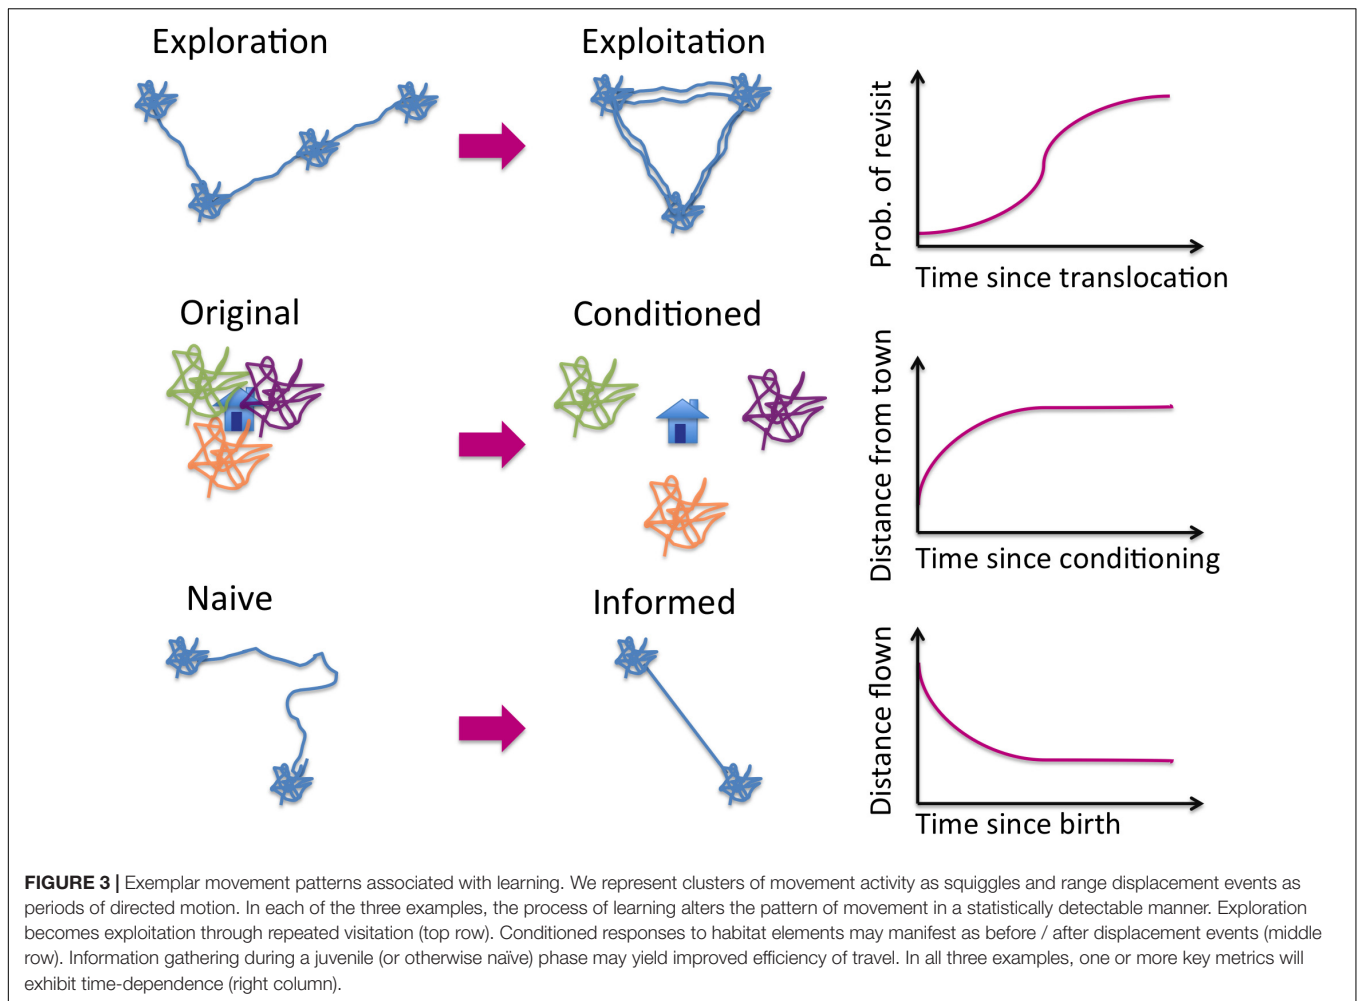 Exploration
Exploitation
Prob. of revisit
Time since translocation
Original
Conditioned
Distance from town
Time since conditioning
Naive
Informed
Distance flown
Time since birth
FIGURE 3 | Exemplar movement patterns associated with learning. We represent clusters of movement activity as squiggles and range displacement events as
periods of directed motion. In each of the three examples, the process of learning alters the pattern of movement in a statistically detectable manner. Exploration
becomes exploitation through repeated visitation (top row). Conditioned responses to habitat elements may manifest as before / after displacement events (middle
row). Information gathering during a juvenile (or otherwise naïve) phase may yield improved efficiency of travel. In all three examples, one or more key metrics will
exhibit time-dependence (right column).